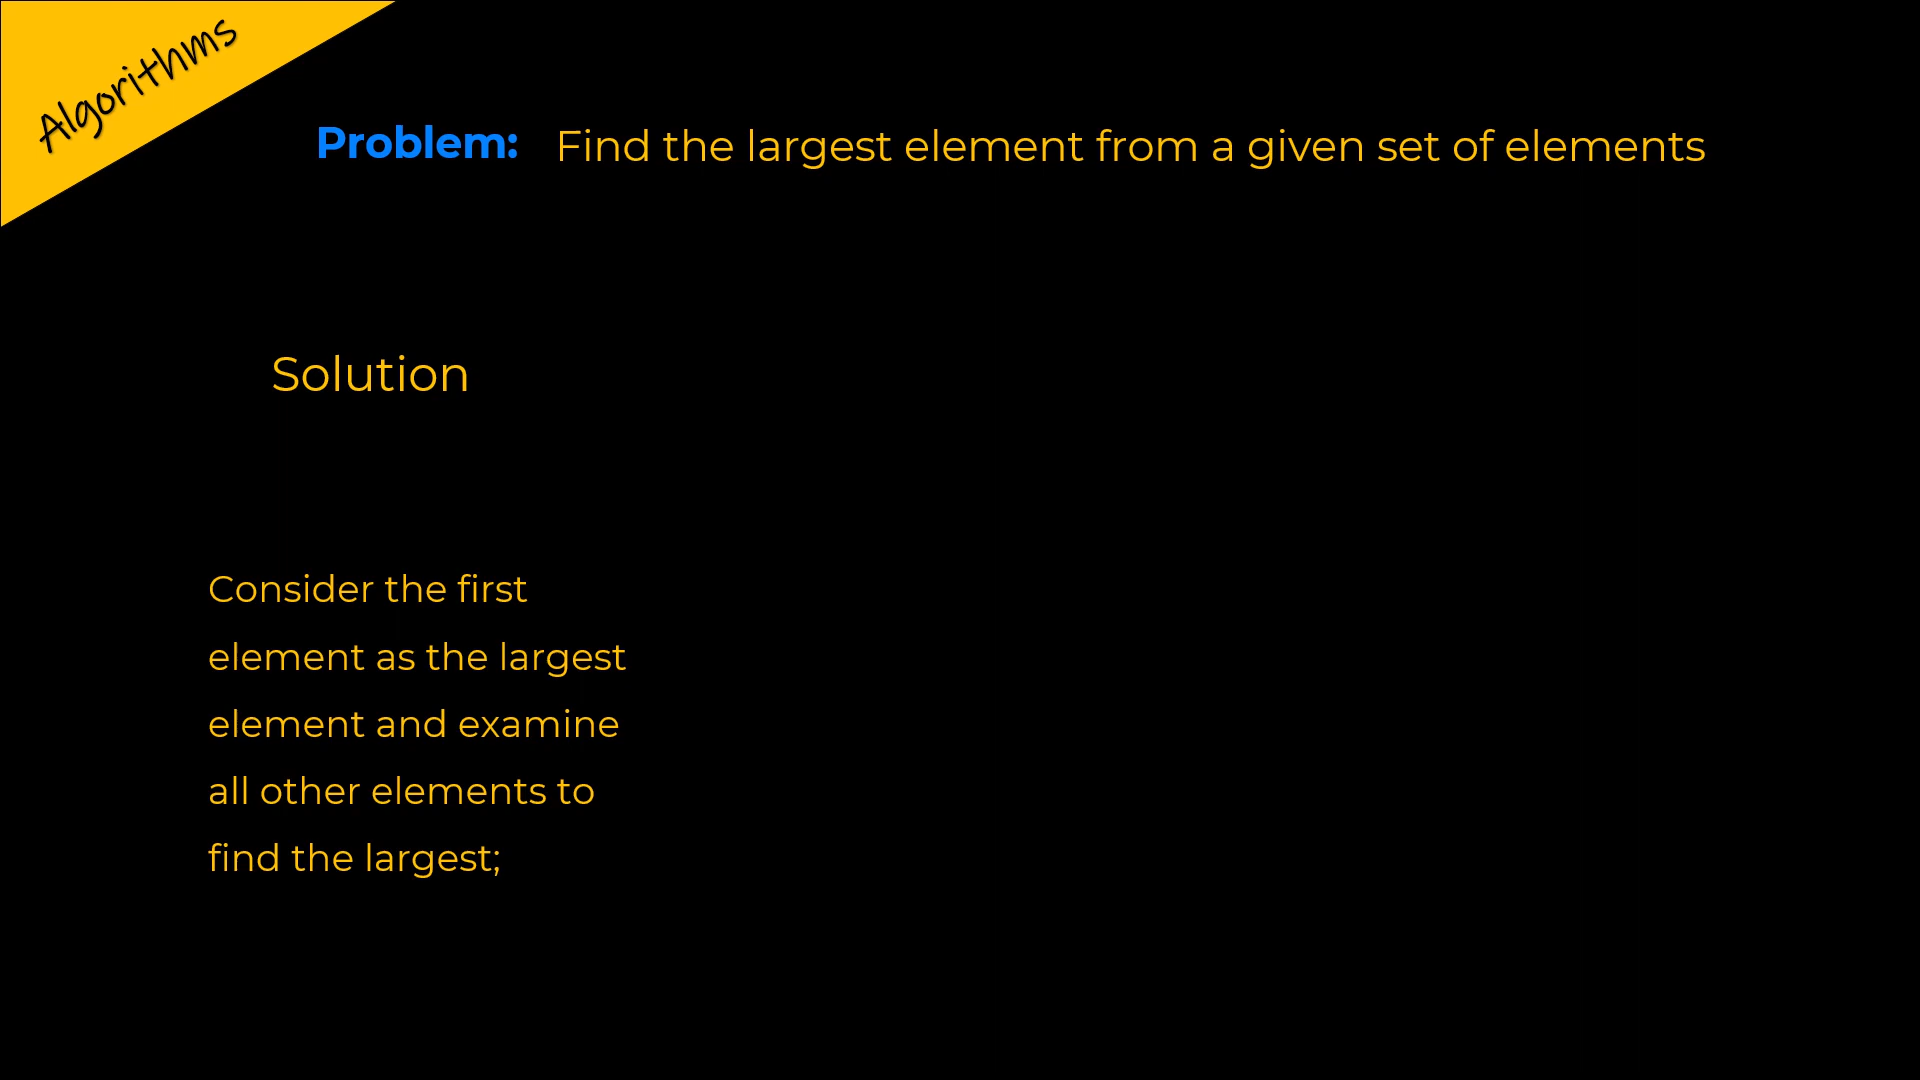 Algorithms
Problem: Find the largest element from a given set of elements
Solution
Consider the first
element as the largest
element and examine
all other elements to
find the largest;